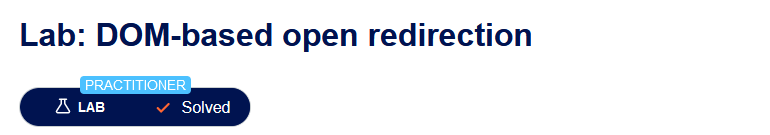 Lab: DOM-based open redirection
PRACTITIONER
LAB Solved